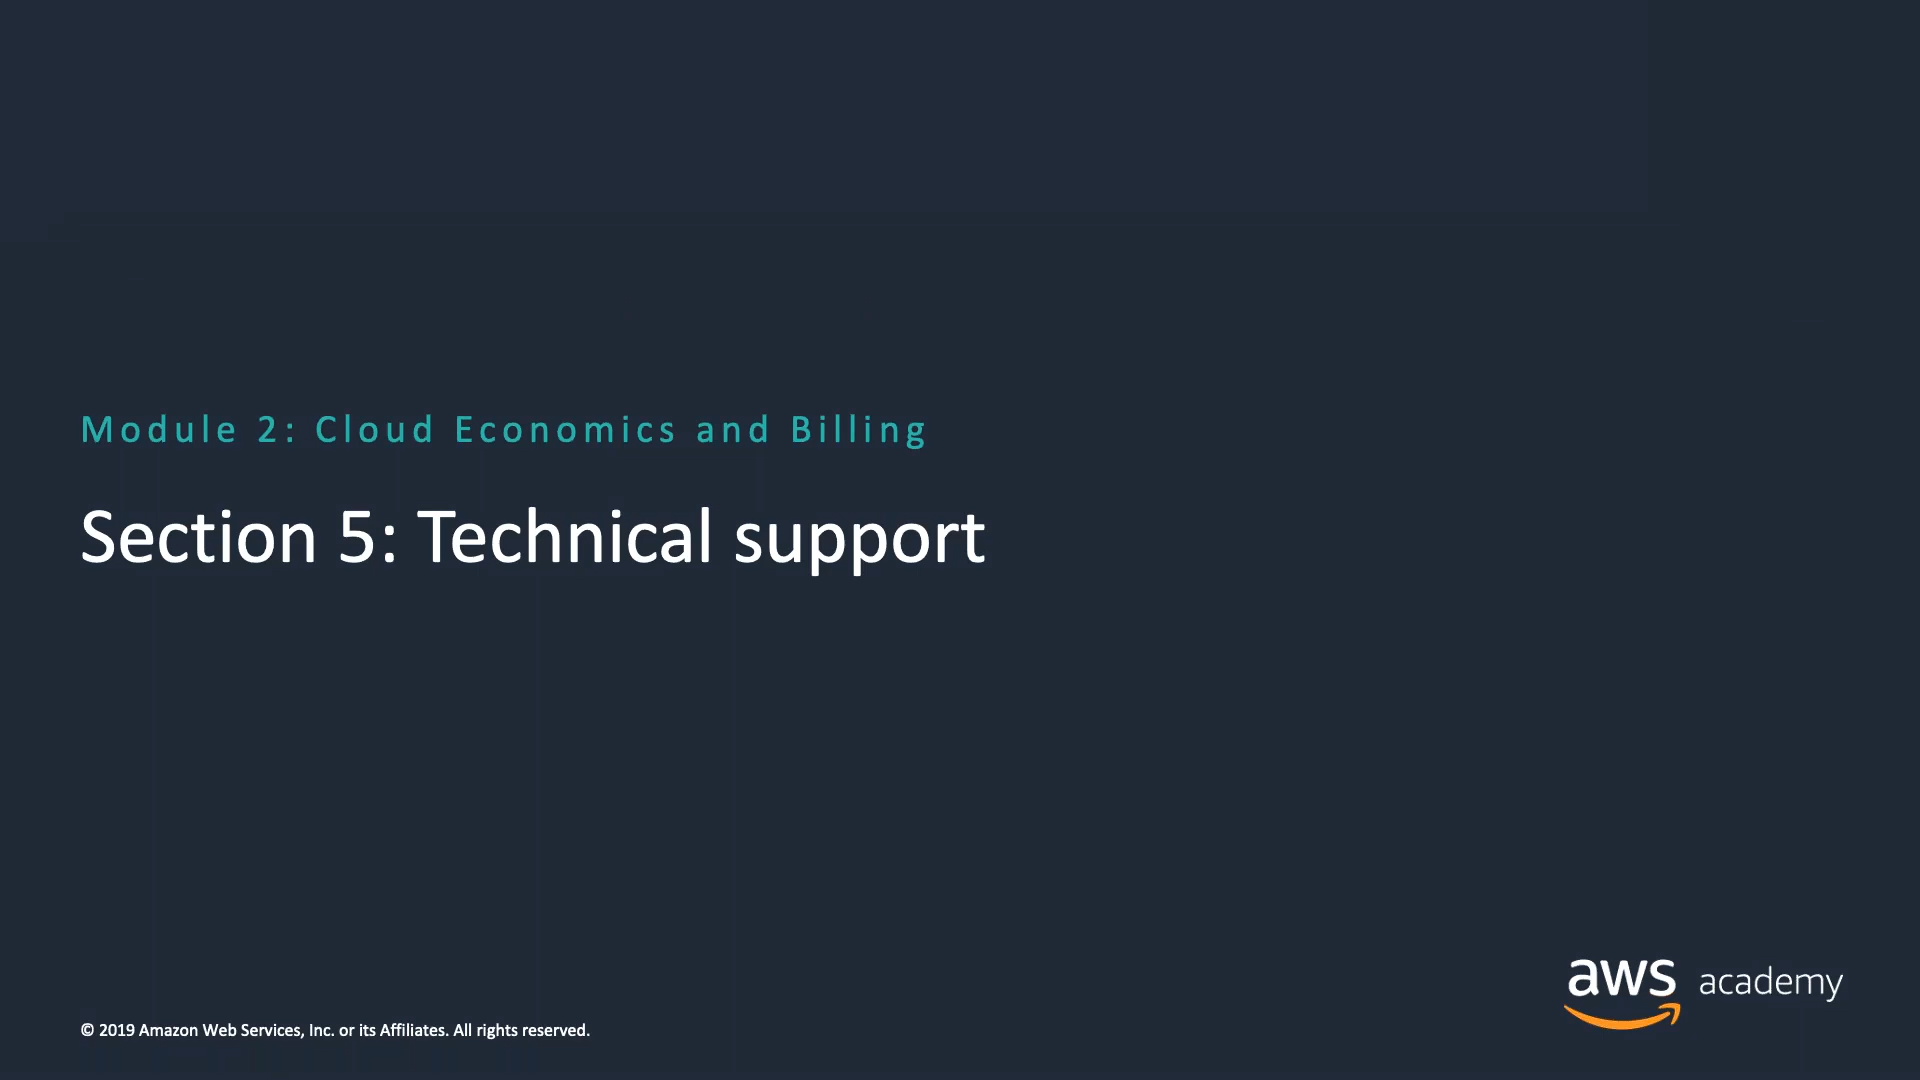 Module 2: Cloud Economics and Billing
Section 5: Technical support
aws academy
© 2019 Amazon Web Services, Inc. or its Affiliates. All rights reserved.